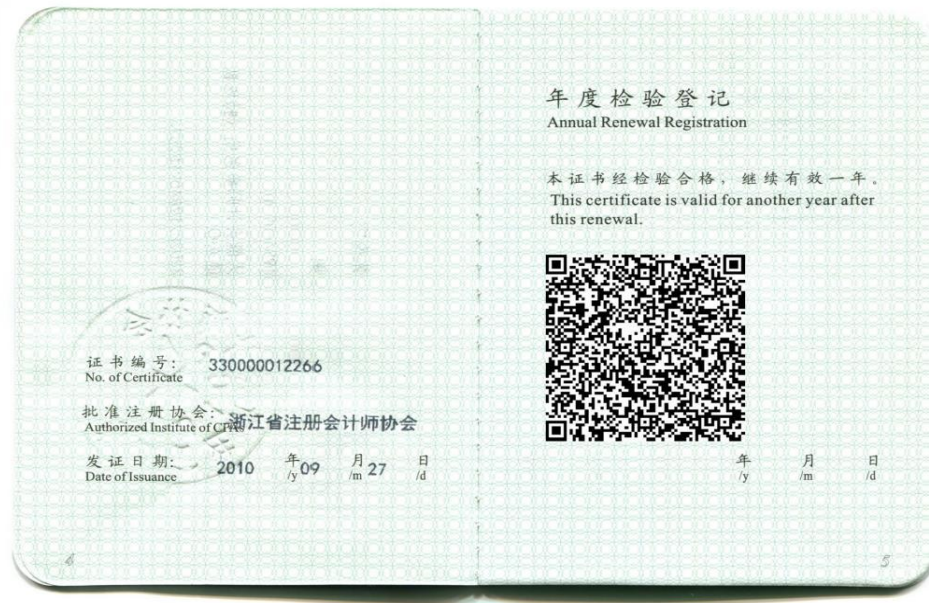 证书编号: 330000012266
No. of Certificate
批准注册协会: 浙江省注册会计师协会
Authorized Institute of CPAs
发证日期: 2010 年 09 月 27 日
Date of Issuance /y /m /d
年度检验登记
Annual Renewal Registration
本证书经检验合格，继续有效一年。
This certificate is valid for another year after
this renewal.
年 月 日
/y /m /d
5